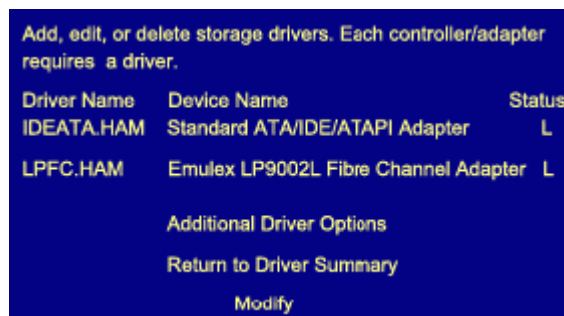 Add, edit, or delete storage drivers. Each controller/adapter
requires a driver.
Driver Name Device Name Status
IDEATA.HAM Standard ATA/IDE/ATAPI Adapter L
LPFC.HAM Emulex LP9002L Fibre Channel Adapter L
Additional Driver Options
Return to Driver Summary
Modify